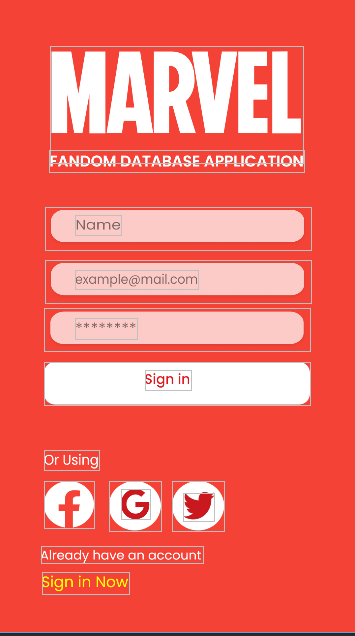 MARVEL
FANDOM DATABASE APPLICATION
Name
example@mail.com
********
Sign in
Or Using
Already have an account
Sign in Now